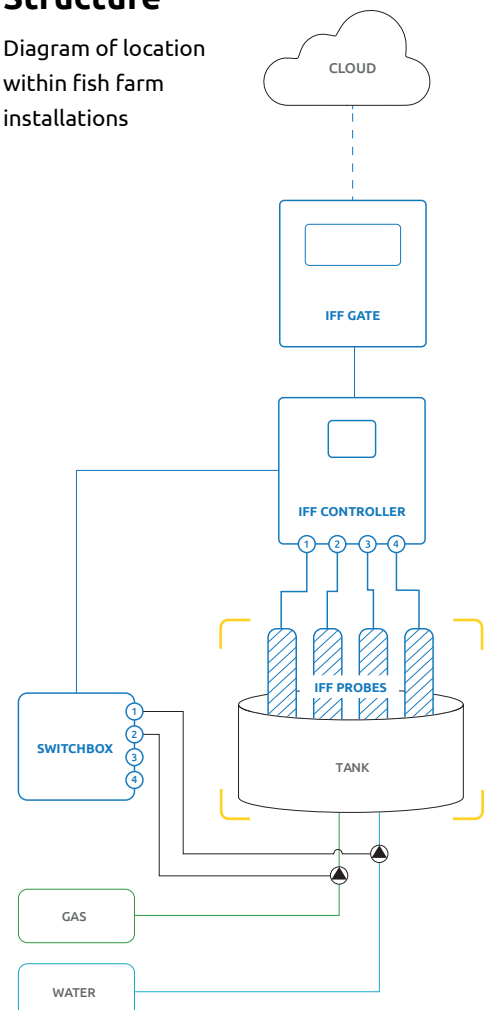 Structure
Diagram of location
within fish farm
installations
CLOUD
IFF GATE
IFF CONTROLLER
1 2 3 4
IFF PROBES
TANK
SWITCHBOX
1
2
3
4
GAS
WATER